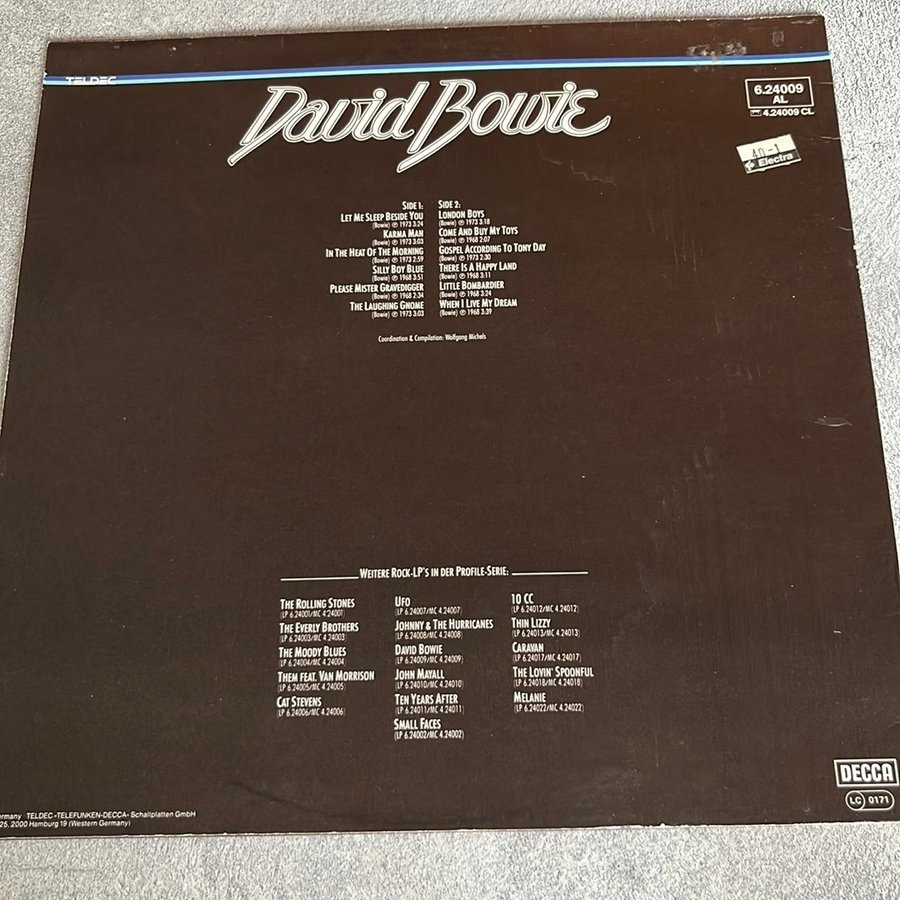 TELDEC
David Bowie
6.24009
AL
4.24009 CL
40-1
Electra
SIDE 1:
LET ME SLEEP BESIDE YOU
(Bowie) ℗ 1973 3:24
KARMA MAN
(Bowie) ℗ 1973 3:03
IN THE HEAT OF THE MORNING
(Bowie) ℗ 1973 2:59
SILLY BOY BLUE
(Bowie) ℗ 1968 3:51
PLEASE MISTER GRAVEDIGGER
(Bowie) ℗ 1968 2:34
THE LAUGHING GNOME
(Bowie) ℗ 1973 3:03
SIDE 2:
LONDON BOYS
(Bowie) ℗ 1973 3:18
COME AND BUY MY TOYS
(Bowie) ℗ 1968 2:07
GOSPEL ACCORDING TO TONY DAY
(Bowie) ℗ 1973 2:30
THERE IS A HAPPY LAND
(Bowie) ℗ 1968 3:11
LITTLE BOMBARDIER
(Bowie) ℗ 1968 3:24
WHEN I LIVE MY DREAM
(Bowie) ℗ 1968 3:39
Coordination & Compilation: Wolfgang Michels
WEITERE ROCK-LP'S IN DER PROFILE-SERIE:
THE ROLLING STONES
(LP 6.24001/MC 4.24001)
THE EVERLY BROTHERS
(LP 6.24003/MC 4.24003)
THE MOODY BLUES
(LP 6.24004/MC 4.24004)
THEM FEAT. VAN MORRISON
(LP 6.24005/MC 4.24005)
CAT STEVENS
(LP 6.24006/MC 4.24006)
UFO
(LP 6.24007/MC 4.24007)
JOHNNY & THE HURRICANES
(LP 6.24008/MC 4.24008)
DAVID BOWIE
(LP 6.24009/MC 4.24009)
JOHN MAYALL
(LP 6.24010/MC 4.24010)
TEN YEARS AFTER
(LP 6.24011/MC 4.24011)
SMALL FACES
(LP 6.24002/MC 4.24002)
10 CC
(LP 6.24012/MC 4.24012)
THIN LIZZY
(LP 6.24013/MC 4.24013)
CARAVAN
(LP 6.24017/MC 4.24017)
THE LOVIN' SPOONFUL
(LP 6.24018/MC 4.24018)
MELANIE
(LP 6.24022/MC 4.24022)
DECCA
LC 0171
ermany TELDEC »TELEFUNKEN-DECCA« Schallplatten GmbH
25, 2000 Hamburg 19 (Western Germany)